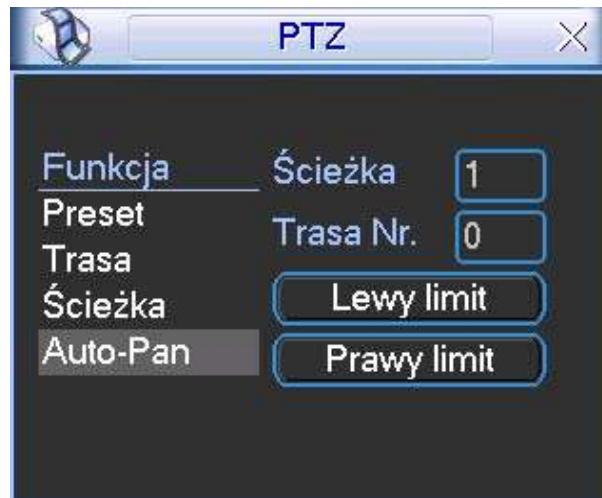 PTZ
Funkcja
Preset
Trasa
Ścieżka
Auto-Pan
Ścieżka 1
Trasa Nr. 0
Lewy limit
Prawy limit